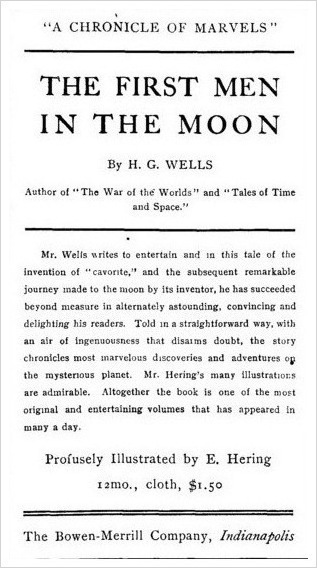 "A CHRONICLE OF MARVELS"
THE FIRST MEN
IN THE MOON
By H. G. WELLS
Author of "The War of the Worlds" and "Tales of Time
and Space."
Mr. Wells writes to entertain and in this tale of the
invention of "cavorite," and the subsequent remarkable
journey made to the moon by its inventor, he has succeeded
beyond measure in alternately astounding, convincing and
delighting his readers. Told in a straightforward way, with
an air of ingenuousness that disarms doubt, the story
chronicles most marvelous discoveries and adventures on
the mysterious planet. Mr. Hering's many illustrations
are admirable. Altogether the book is one of the most
original and entertaining volumes that has appeared in
many a day.
Profusely Illustrated by E. Hering
12mo., cloth, $1.50
The Bowen-Merrill Company, Indianapolis